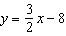 y = 3/2 x − 8